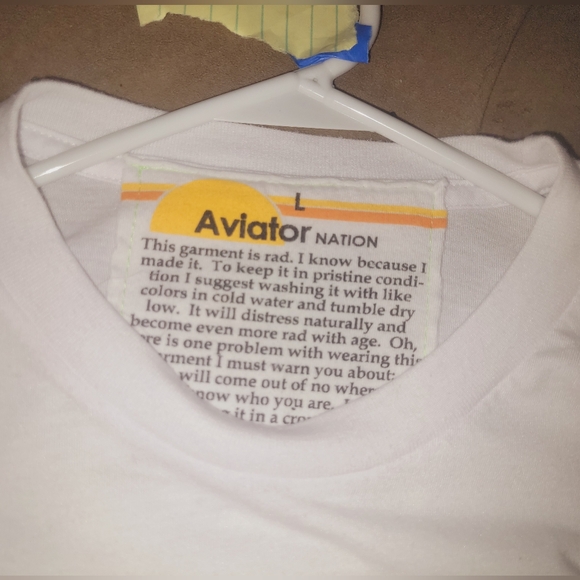 L
Aviator NATION
This garment is rad. I know because I
made it. To keep it in pristine condi-
tion I suggest washing it with like
colors in cold water and tumble dry
low. It will distress naturally and
become even more rad with age. Oh,
is one problem with wearing this
I must warn you about:
will come out of no
who you are.
it in a